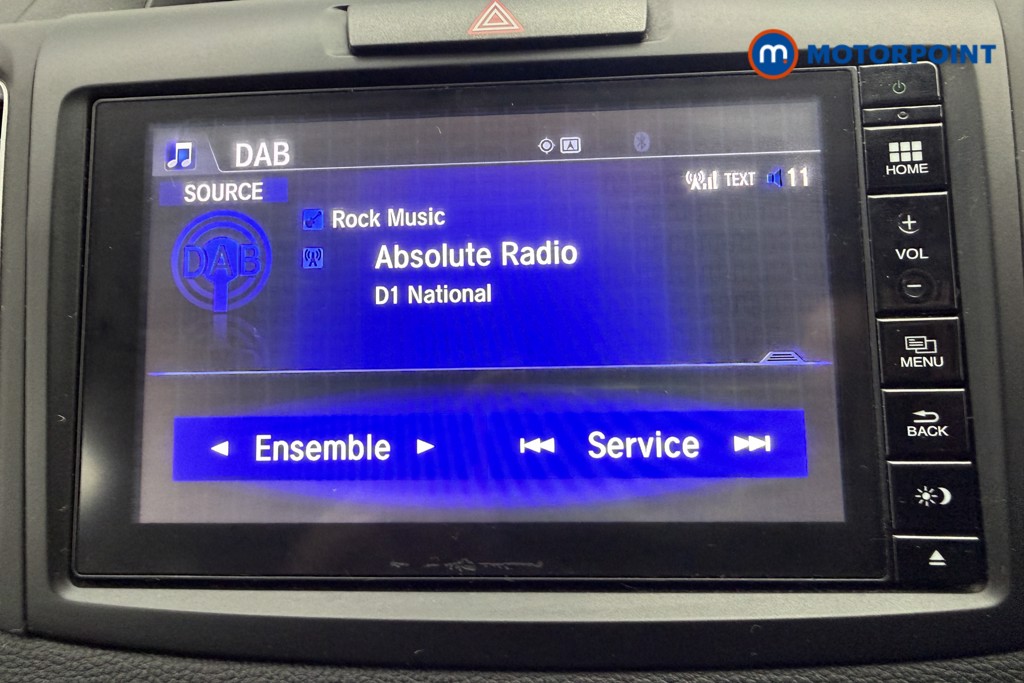 m MOTORPOINT
DAB
SOURCE
TEXT 11
DAB
Rock Music
Absolute Radio
D1 National
Ensemble
Service
HOME
+
VOL
-
MENU
BACK